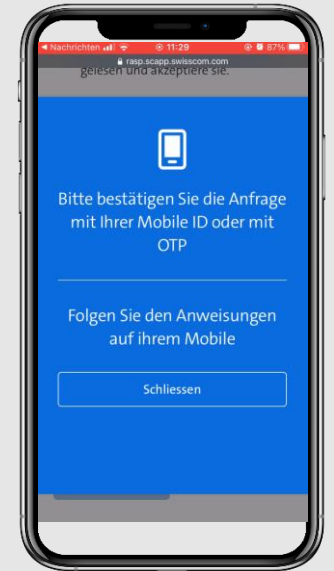 Nachrichten 11:29 87%
rasp.scapp.swisscom.com
gelesen und akzeptiere sie.
Bitte bestätigen Sie die Anfrage
mit Ihrer Mobile ID oder mit
OTP
Folgen Sie den Anweisungen
auf ihrem Mobile
Schliessen